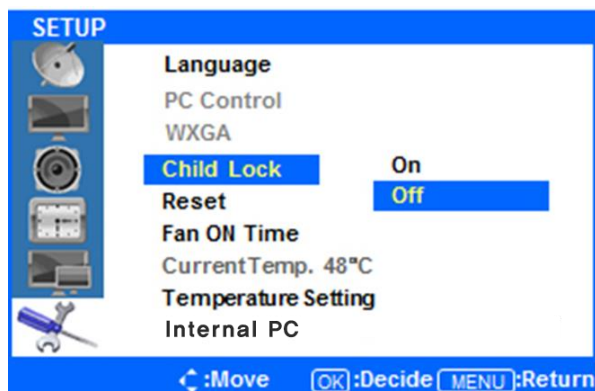 SETUP
Language
PC Control
WXGA
Child Lock On
Reset Off
Fan ON Time
CurrentTemp. 48°C
Temperature Setting
Internal PC
:Move OK:Decide MENU:Return